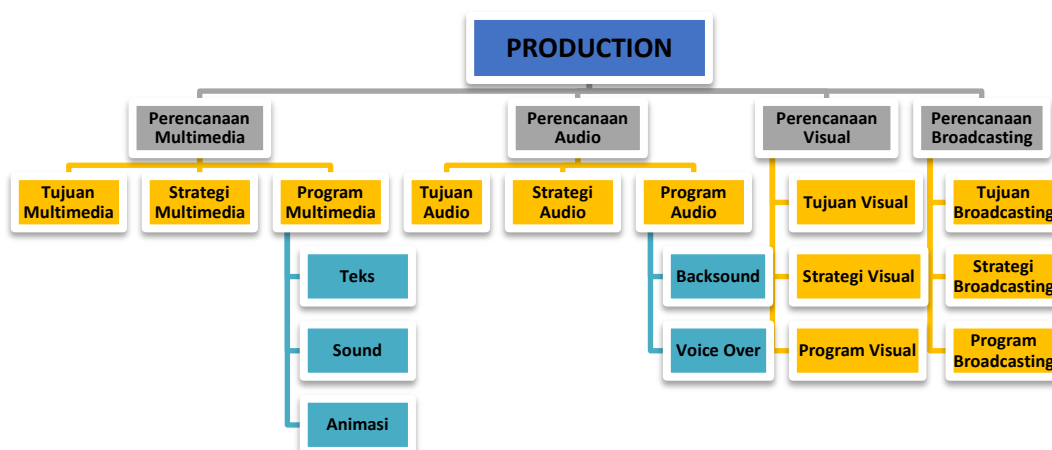 PRODUCTION
Perencanaan
Multimedia
Perencanaan
Audio
Perencanaan
Visual
Perencanaan
Broadcasting
Tujuan
Multimedia
Strategi
Multimedia
Program
Multimedia
Tujuan
Audio
Strategi
Audio
Program
Audio
Tujuan Visual
Tujuan
Broadcasting
Teks
Backsound
Strategi Visual
Strategi
Broadcasting
Sound
Voice Over
Program Visual
Program
Broadcasting
Animasi